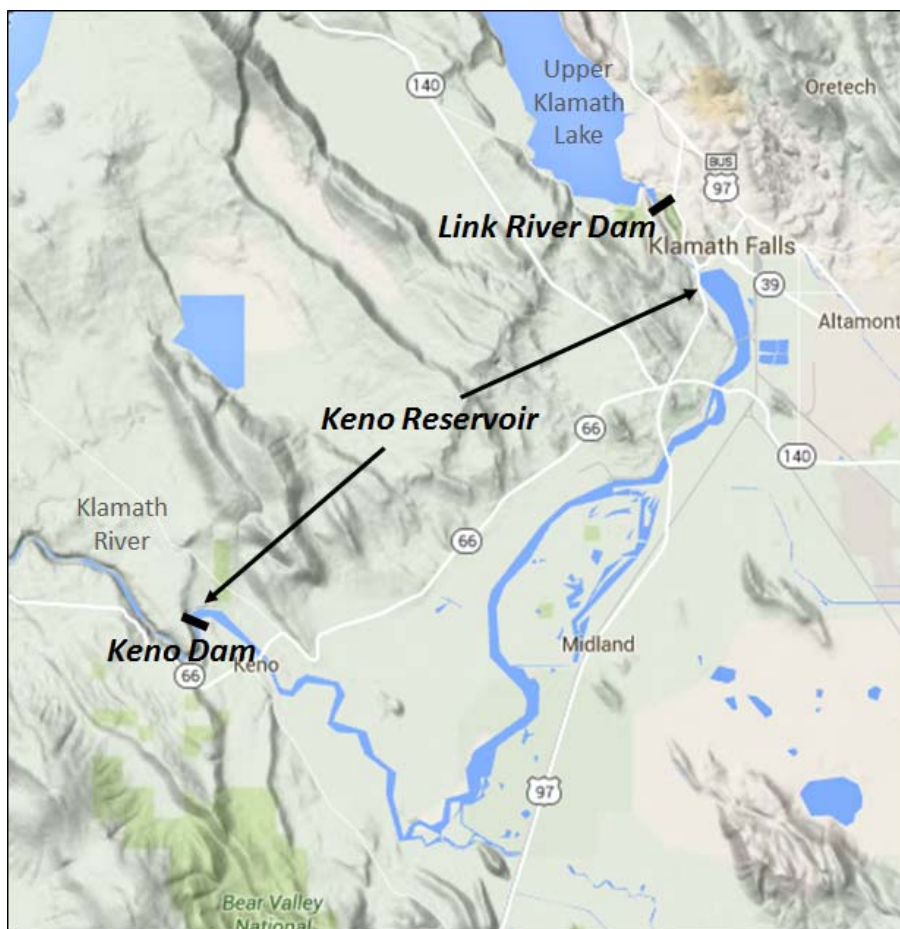 Upper
Klamath
Lake
140
Oretech
BUS
97
Link River Dam
Klamath Falls
39
Altamont
Keno Reservoir
66
140
Klamath
River
66
Keno Dam
Keno
Midland
66
97
Bear Valley
National